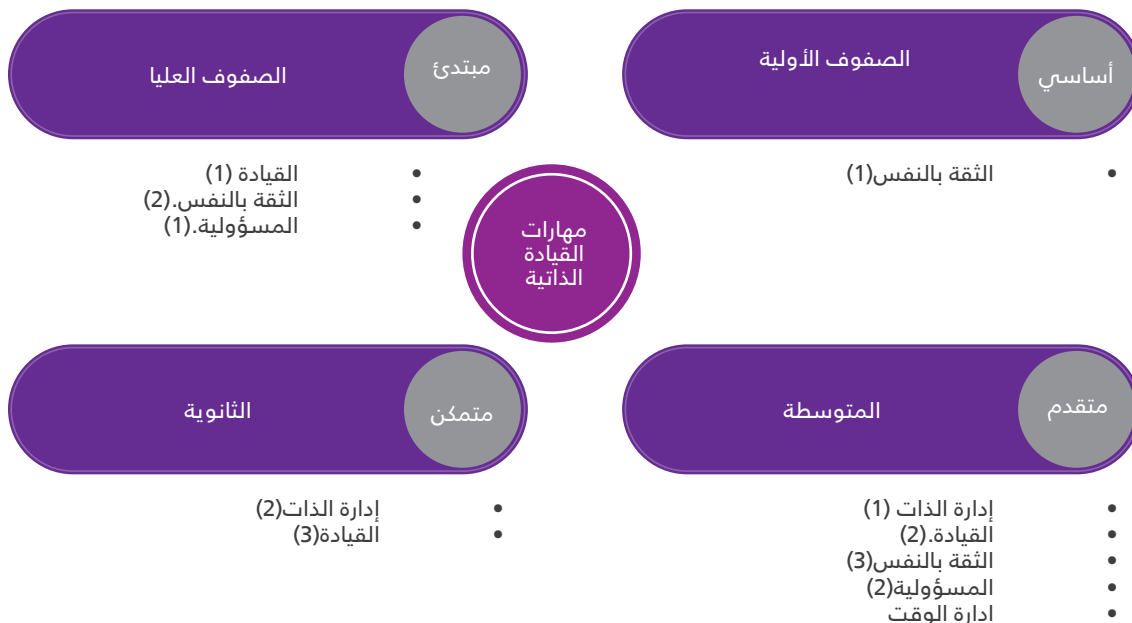 أساسي
الصفوف الأولية
الثقة بالنفس(1)
مبتدئ
الصفوف العليا
القيادة (1)
الثقة بالنفس.(2)
المسؤولية.(1)
مهارات
القيادة
الذاتية
متقدم
المتوسطة
إدارة الذات (1)
القيادة.(2)
الثقة بالنفس(3)
المسؤولية(2)
ادارة الوقت
متمكن
الثانوية
إدارة الذات(2)
القيادة(3)